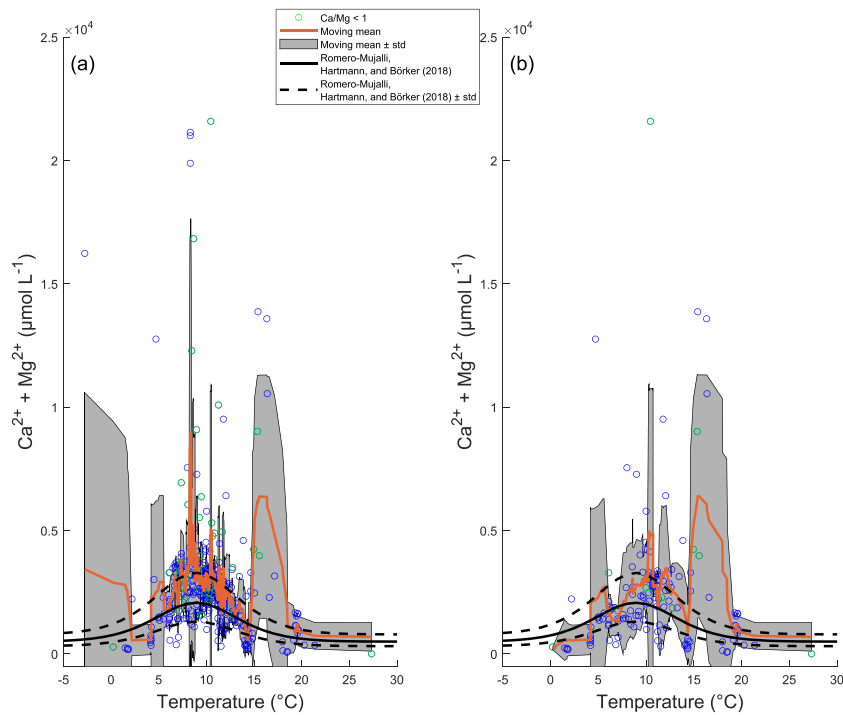 ×10⁴
2.5
2
1.5
1
0.5
0
-5
0
5
10
15
20
25
30
(a)
Ca²⁺ + Mg²⁺ (µmol L⁻¹)
Temperature (°C)
Ca/Mg < 1
Moving mean
Moving mean ± std
Romero-Mujalli,
Hartmann, and Börker (2018)
Romero-Mujalli,
Hartmann, and Börker (2018) ± std
×10⁴
2.5
2
1.5
1
0.5
0
-5
0
5
10
15
20
25
30
(b)
Ca²⁺ + Mg²⁺ (µmol L⁻¹)
Temperature (°C)